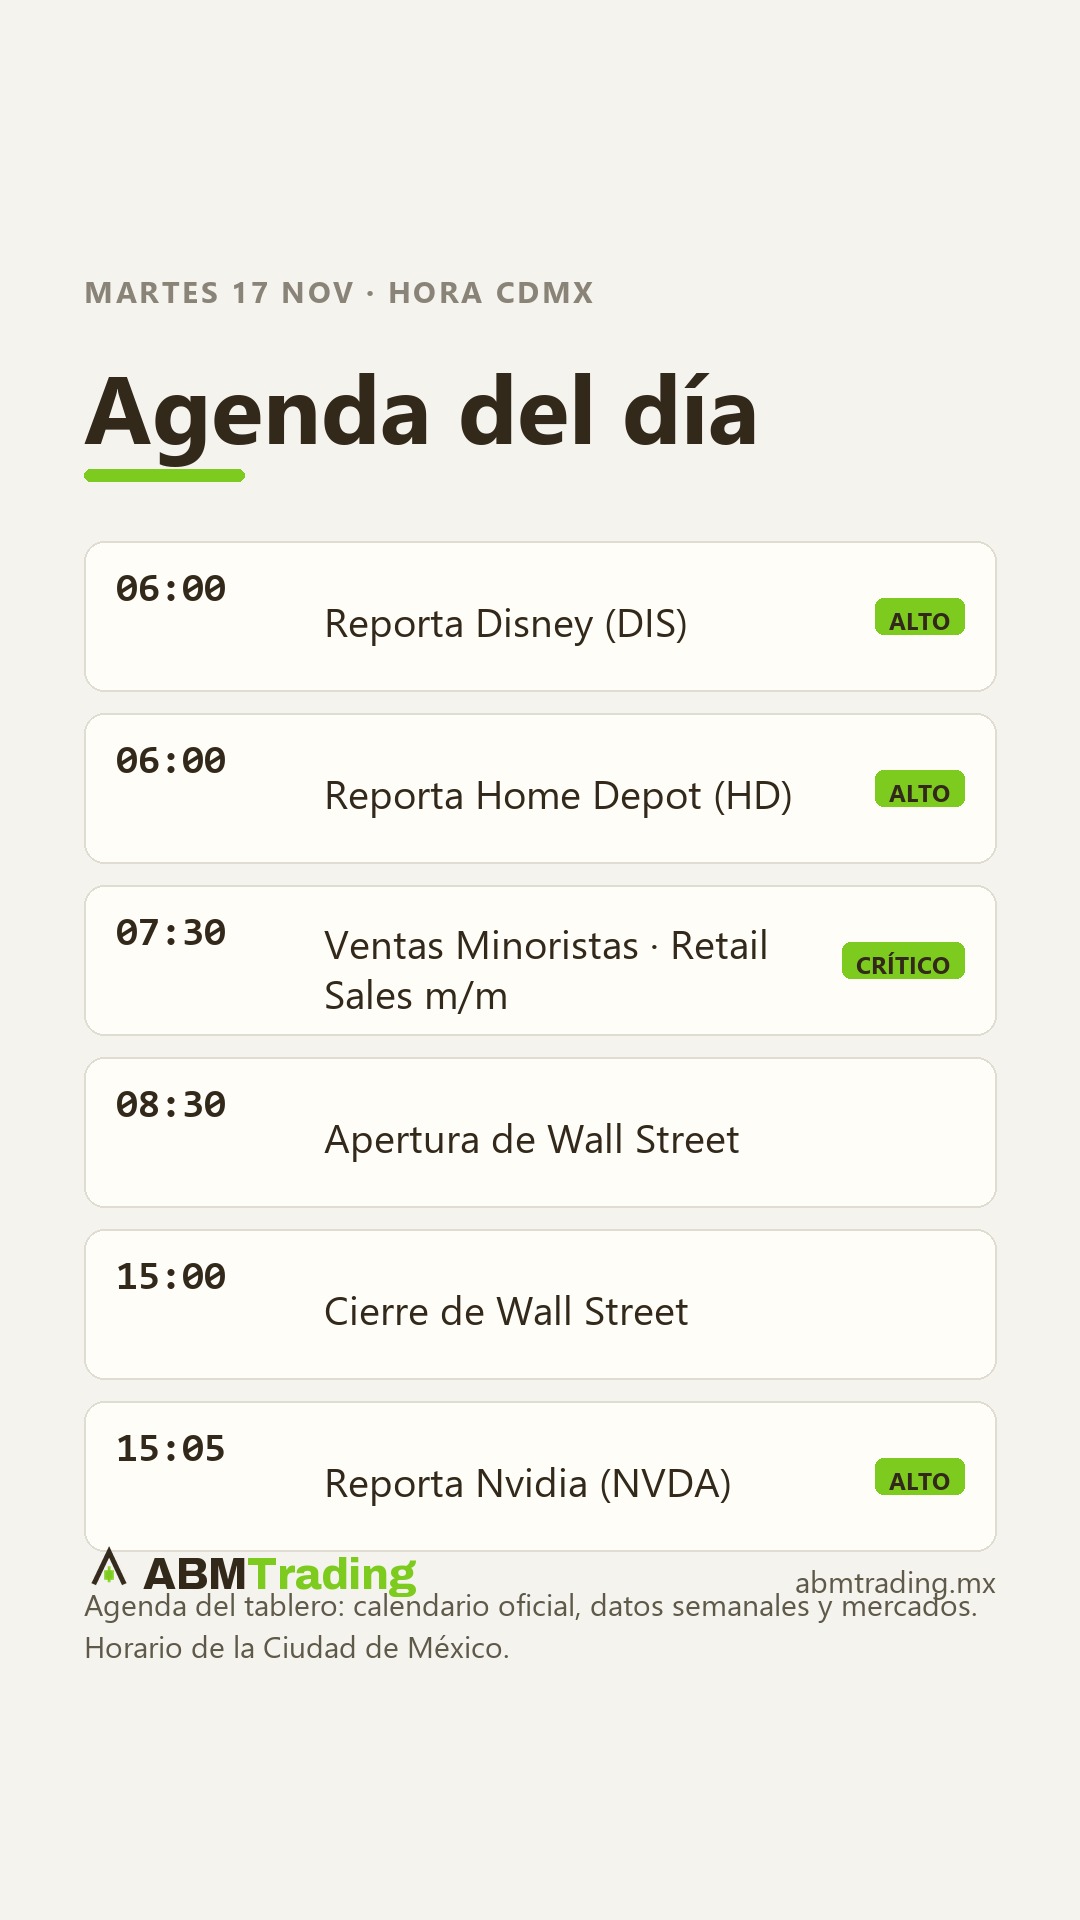 MARTES 17 NOV · HORA CDMX
Agenda del día
06:00
Reporta Disney (DIS)
ALTO
06:00
Reporta Home Depot (HD)
ALTO
07:30
Ventas Minoristas · Retail
Sales m/m
CRÍTICO
08:30
Apertura de Wall Street
15:00
Cierre de Wall Street
15:05
Reporta Nvidia (NVDA)
ALTO
ABMTrading
abmtrading.mx
Agenda del tablero: calendario oficial, datos semanales y mercados.
Horario de la Ciudad de México.